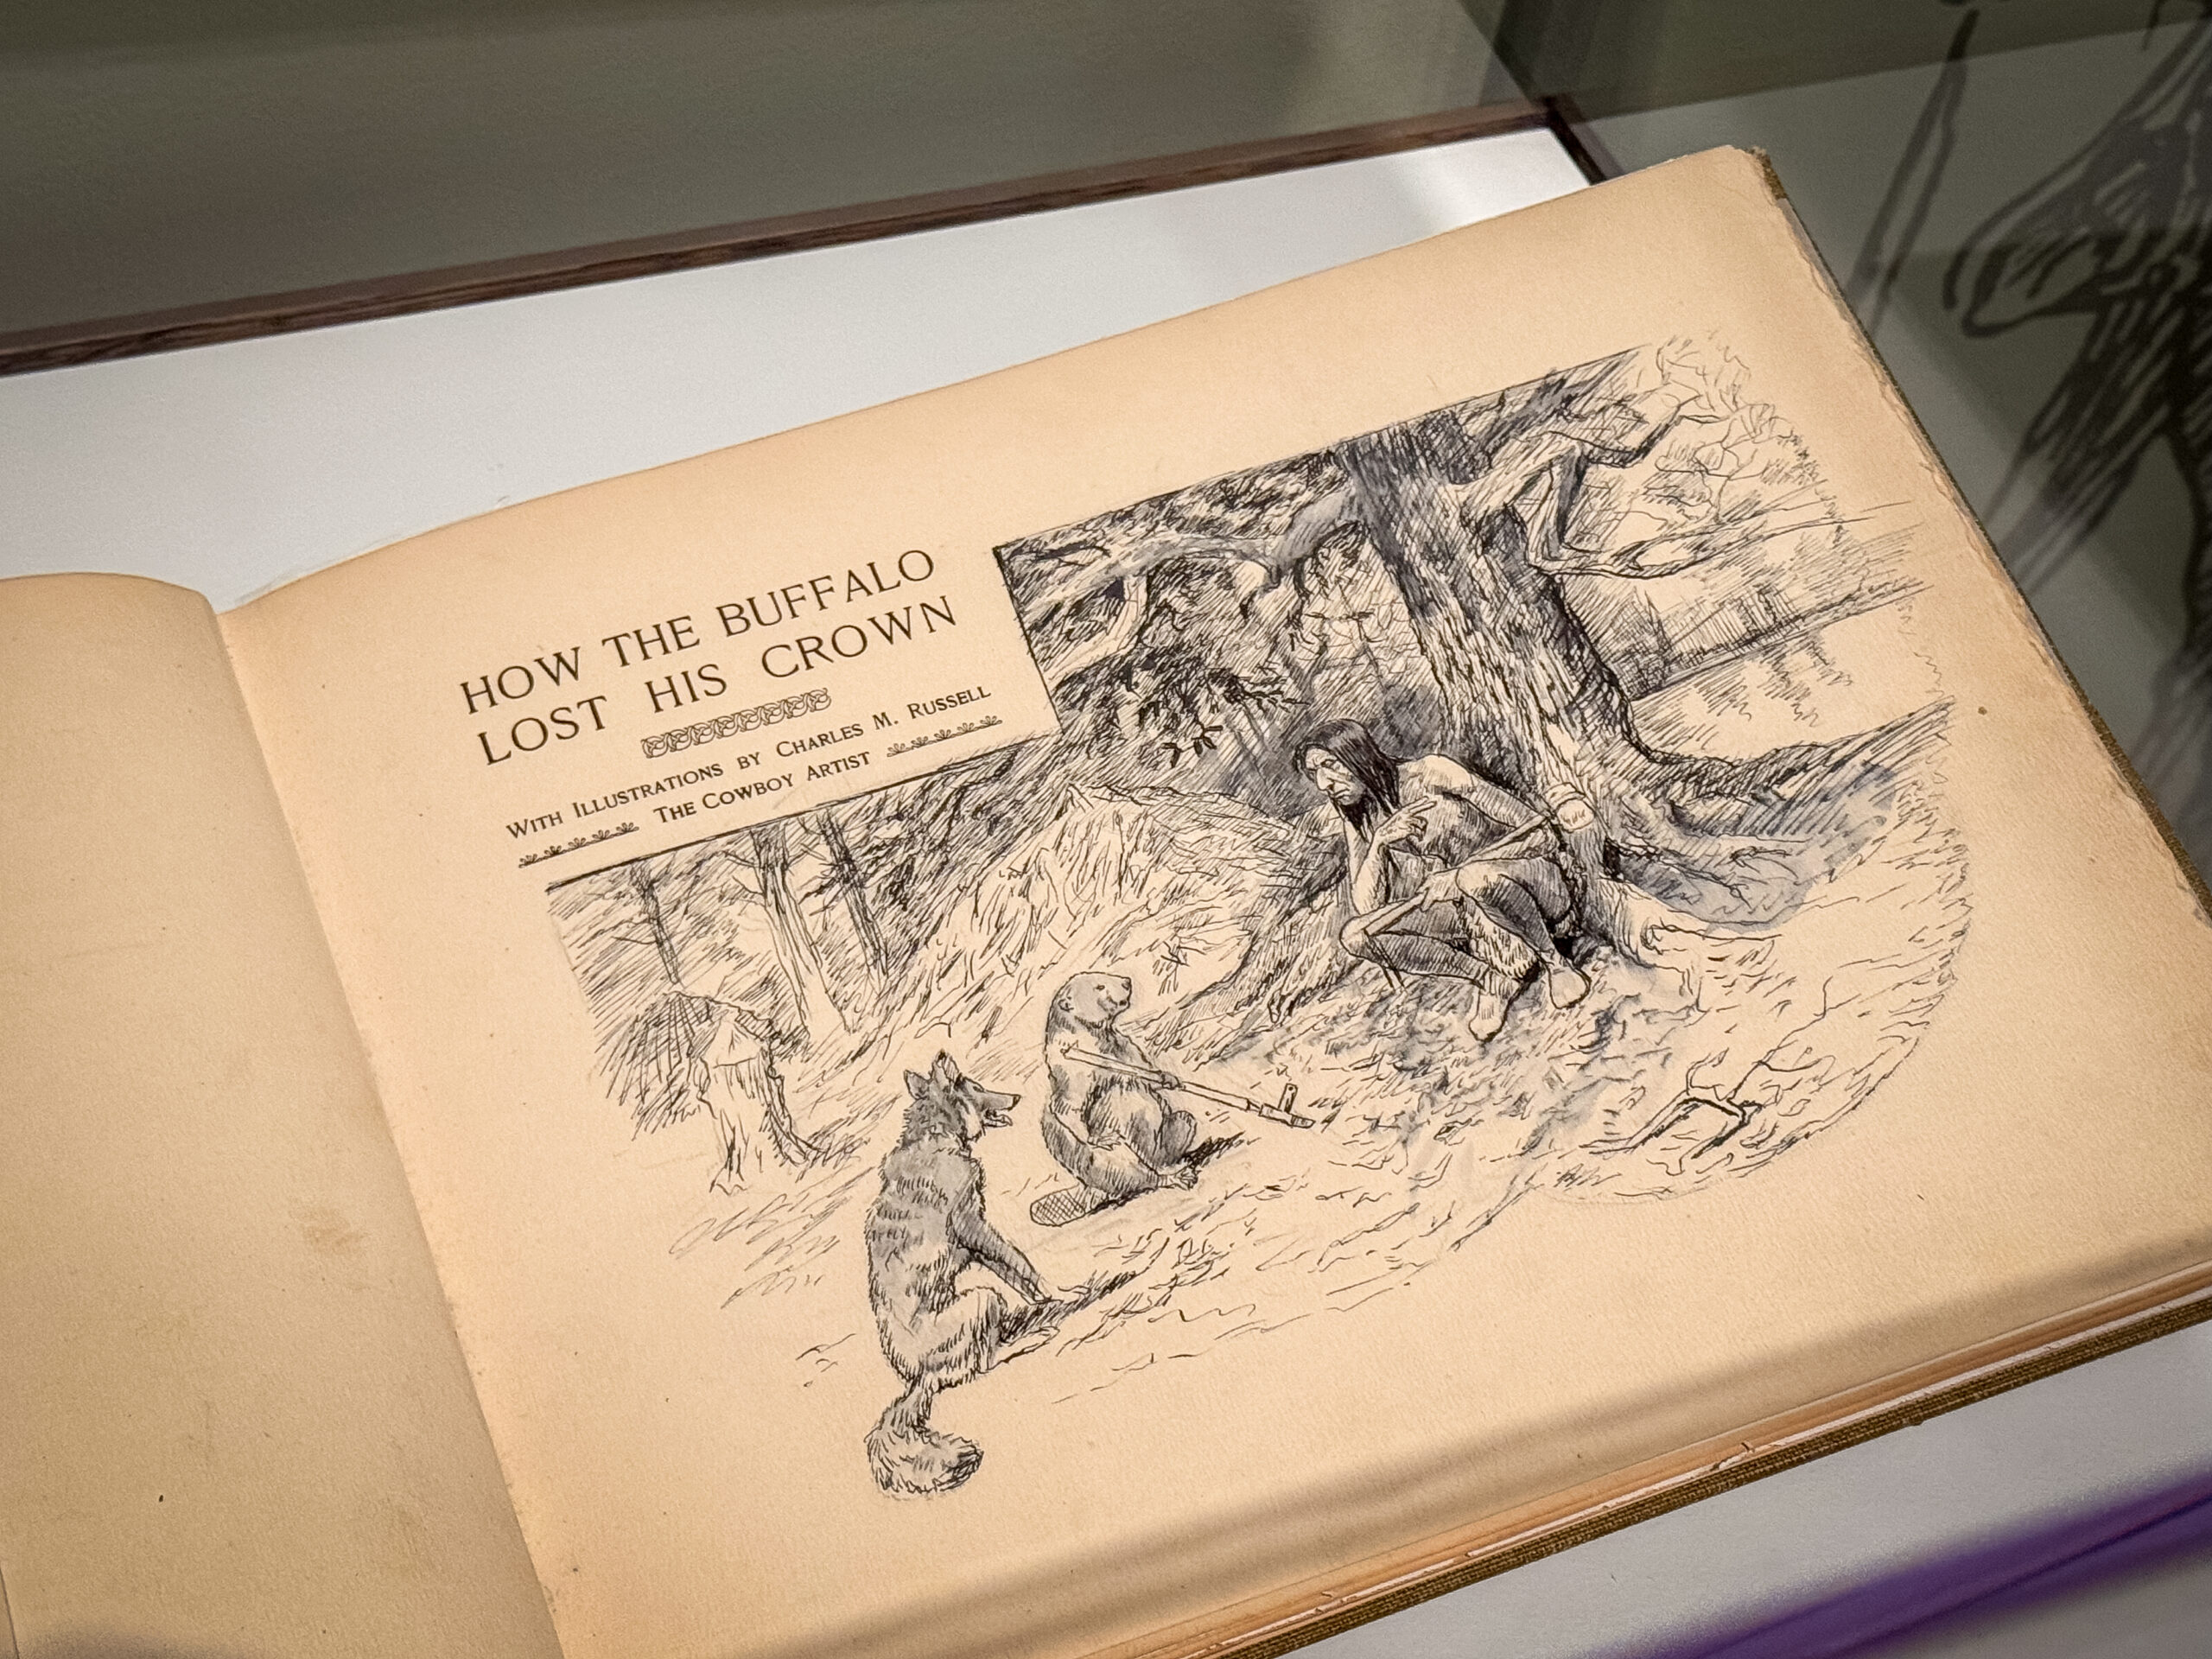 HOW THE BUFFALO
LOST HIS CROWN
WITH ILLUSTRATIONS BY CHARLES M. RUSSELL
THE COWBOY ARTIST